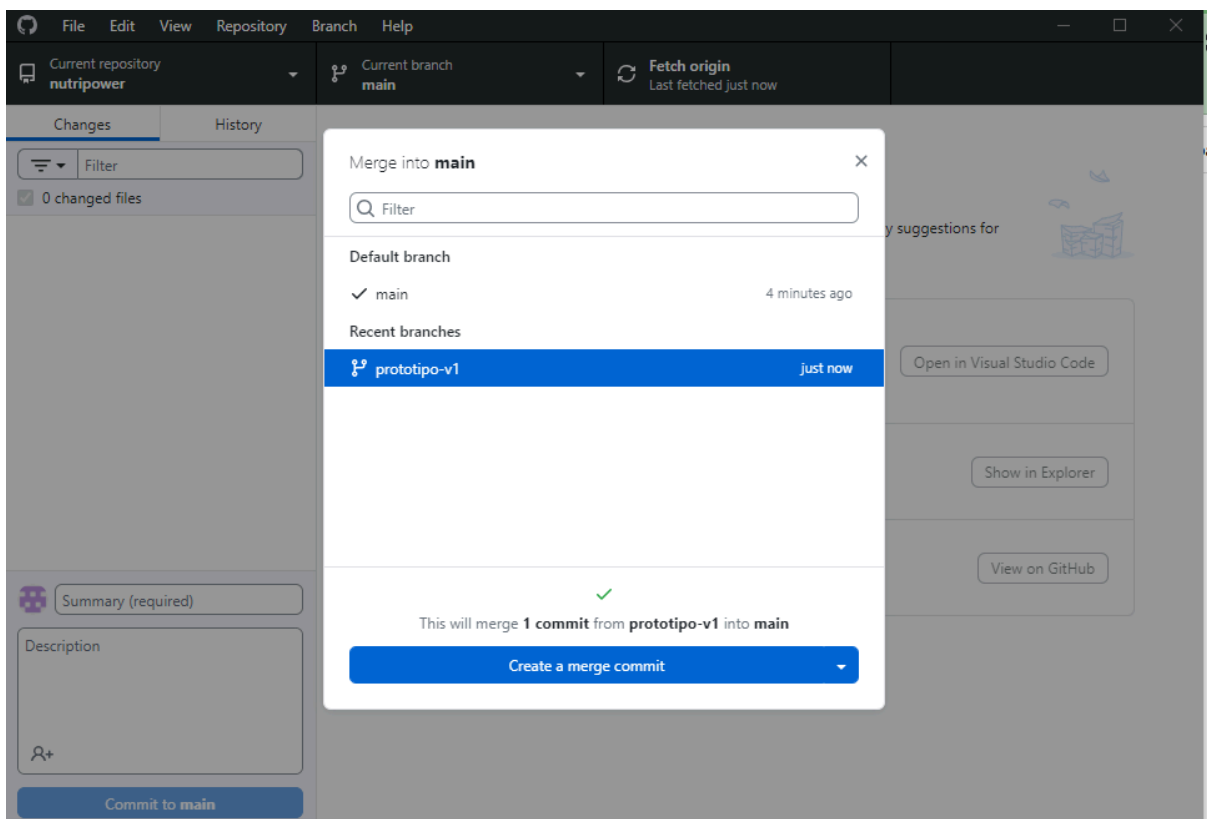 File Edit View Repository Branch Help
Current repository
nutripower
Current branch
main
Fetch origin
Last fetched just now
Changes History
Filter
0 changed files
Summary (required)
Description
Commit to main
Merge into main
Filter
Default branch
main 4 minutes ago
Recent branches
prototipo-v1 just now
This will merge 1 commit from prototipo-v1 into main
Create a merge commit
y suggestions for
Open in Visual Studio Code
Show in Explorer
View on GitHub